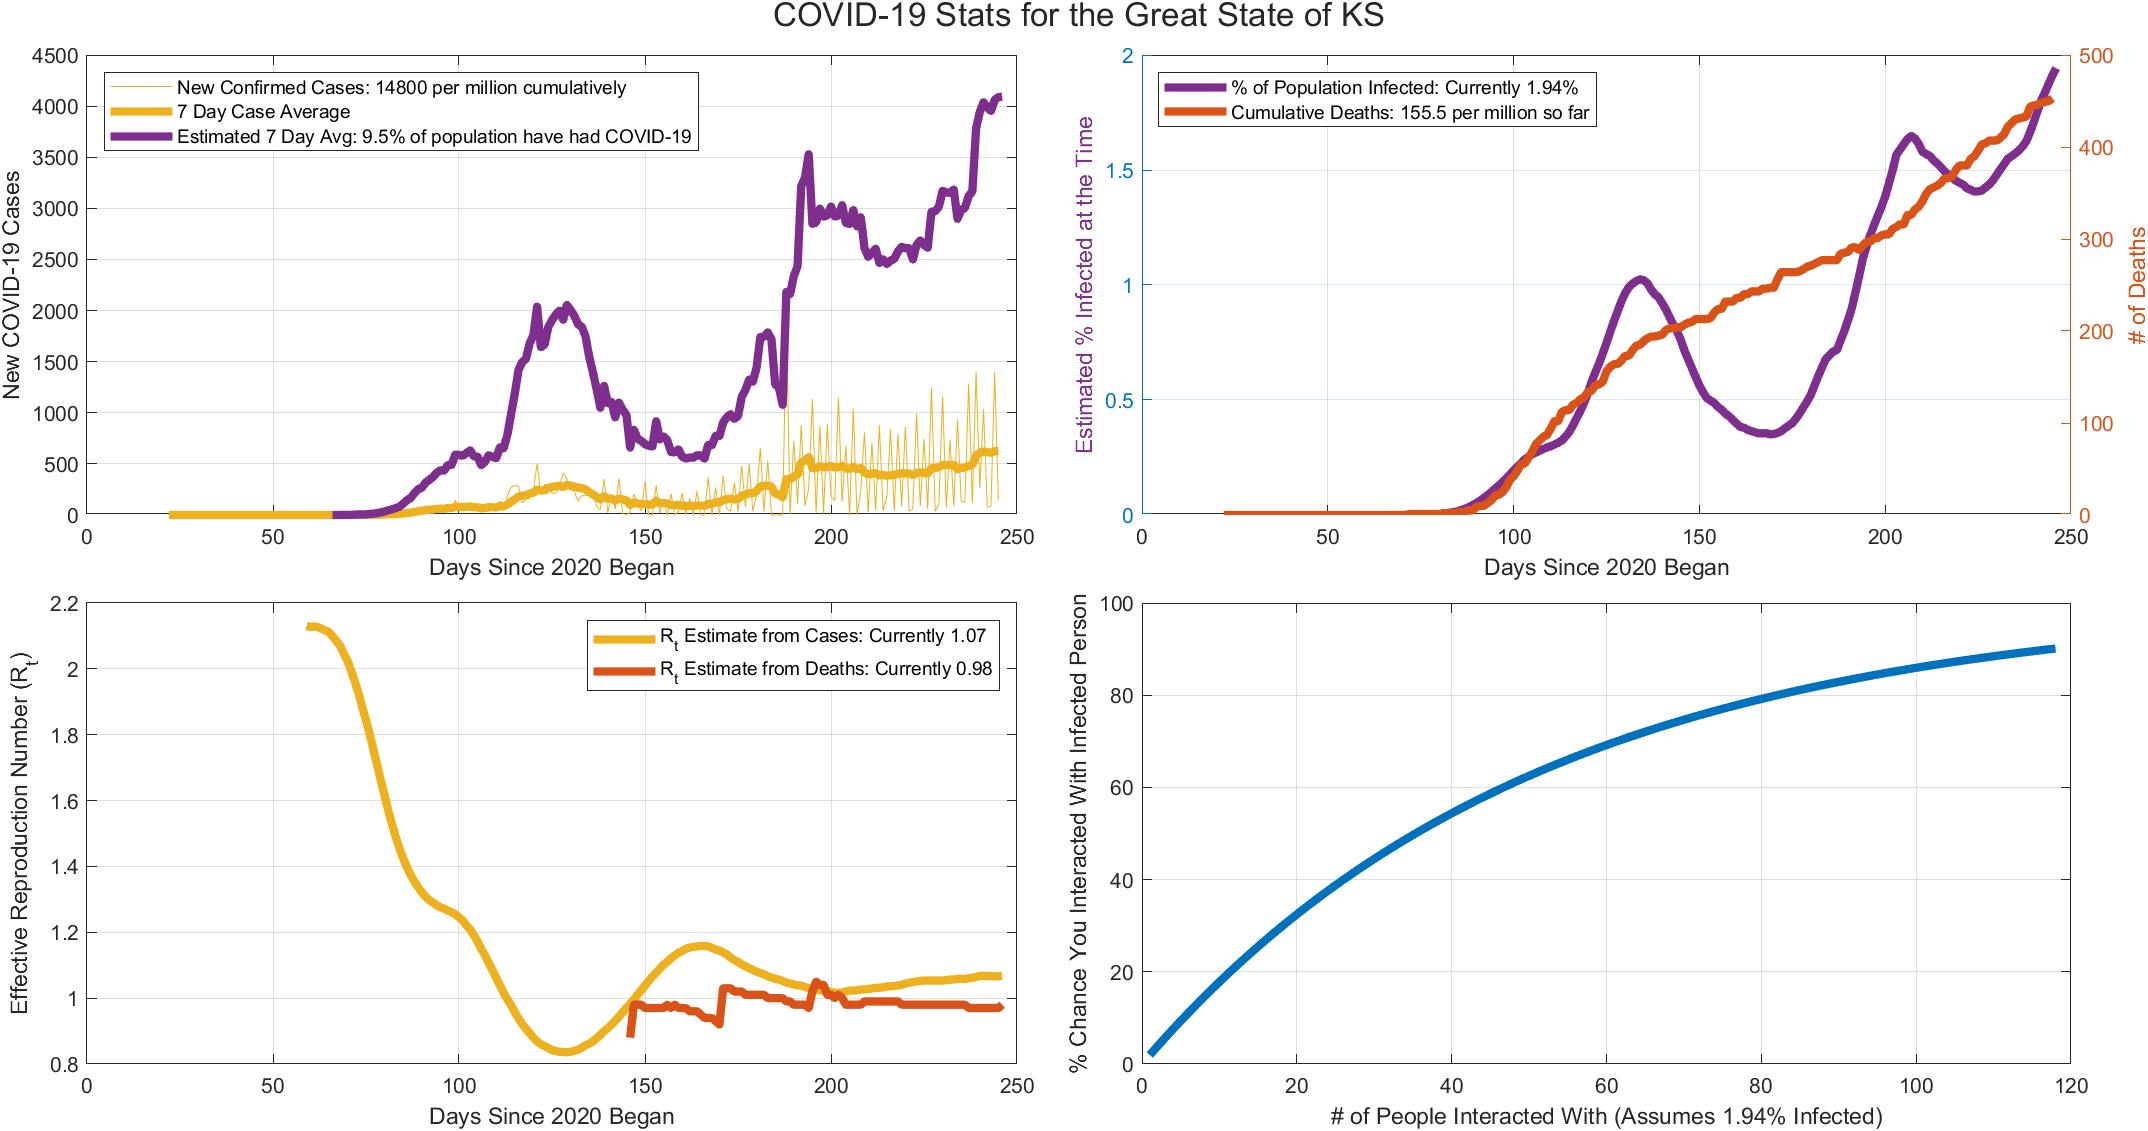 COVID-19 Stats for the Great State of KS
4500
4000
3500
3000
2500
2000
1500
1000
500
0
New COVID-19 Cases
New Confirmed Cases: 14800 per million cumulatively
7 Day Case Average
Estimated 7 Day Avg: 9.5% of population have had COVID-19
0 50 100 150 200 250
Days Since 2020 Began
2
1.5
1
0.5
0
Estimated % Infected at the Time
% of Population Infected: Currently 1.94%
Cumulative Deaths: 155.5 per million so far
500
400
300
200
100
0
# of Deaths
0 50 100 150 200 250
Days Since 2020 Began
2.2
2
1.8
1.6
1.4
1.2
1
0.8
Effective Reproduction Number (Rt)
Rt Estimate from Cases: Currently 1.07
Rt Estimate from Deaths: Currently 0.98
0 50 100 150 200 250
Days Since 2020 Began
100
80
60
40
20
0
% Chance You Interacted With Infected Person
0 20 40 60 80 100 120
# of People Interacted With (Assumes 1.94% Infected)